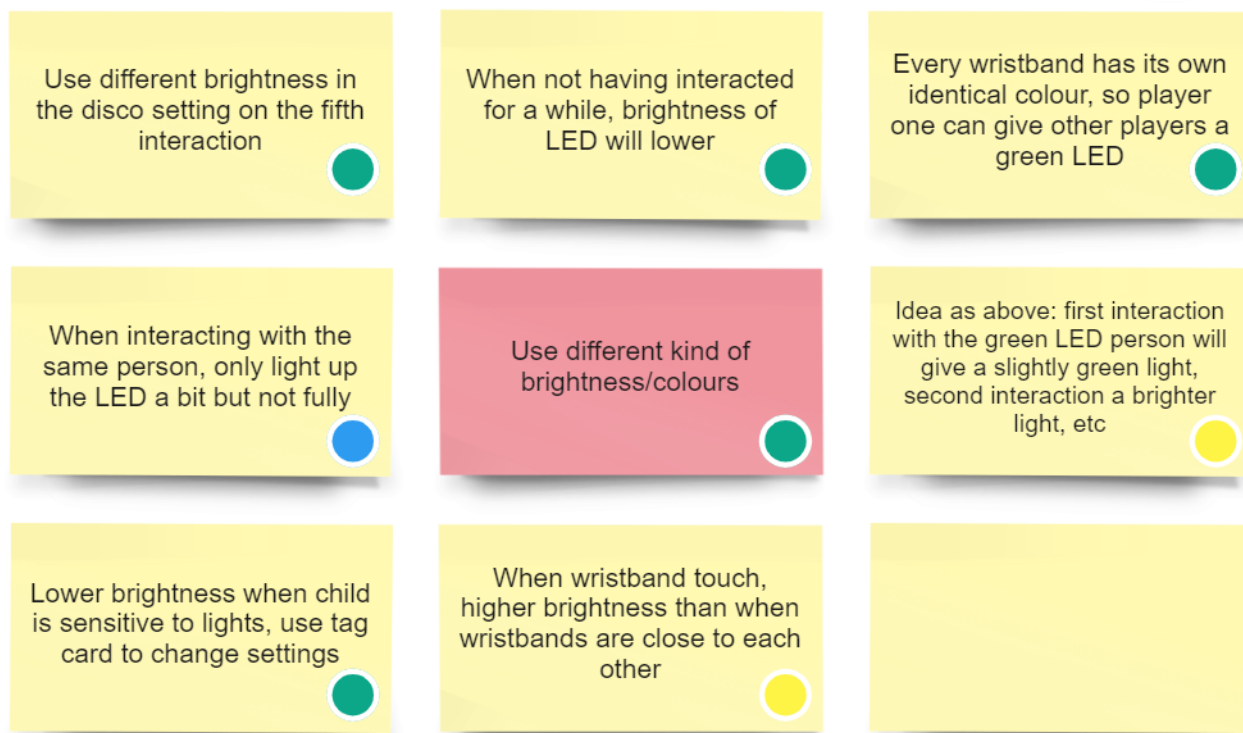 Use different brightness in
the disco setting on the fifth
interaction
When not having interacted
for a while, brightness of
LED will lower
Every wristband has its own
identical colour, so player
one can give other players a
green LED
When interacting with the
same person, only light up
the LED a bit but not fully
Use different kind of
brightness/colours
Idea as above: first interaction
with the green LED person will
give a slightly green light,
second interaction a brighter
light, etc
Lower brightness when child
is sensitive to lights, use tag
card to change settings
When wristband touch,
higher brightness than when
wristbands are close to each
other